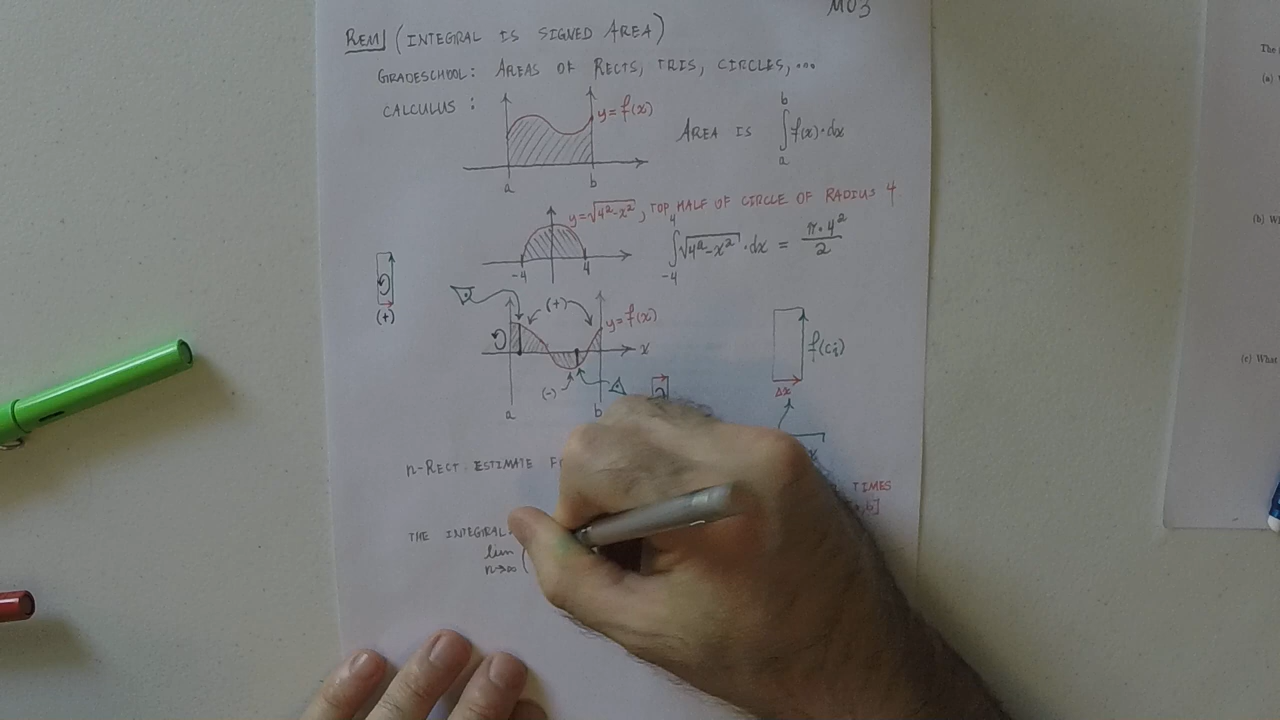 M03
REM (INTEGRAL IS SIGNED AREA)
GRADESCHOOL: AREAS OF RECTS, TRIS, CIRCLES, ...
CALCULUS:
y=f(x)
a b
AREA IS ∫_a^b f(x)·dx
y=√(4²-x²), TOP HALF OF CIRCLE OF RADIUS 4
-4 4
∫_{-4}^{4} √(4²-x²)·dx = π·4²/2
(+)
(+)
y=f(x)
x
(-)
a b
f(ci)
Δx
n-RECT. ESTIMATE
TIMES
,b]
THE INTEGRAL:
lim
n→∞ (
The
(a)
(b) W
(c) What